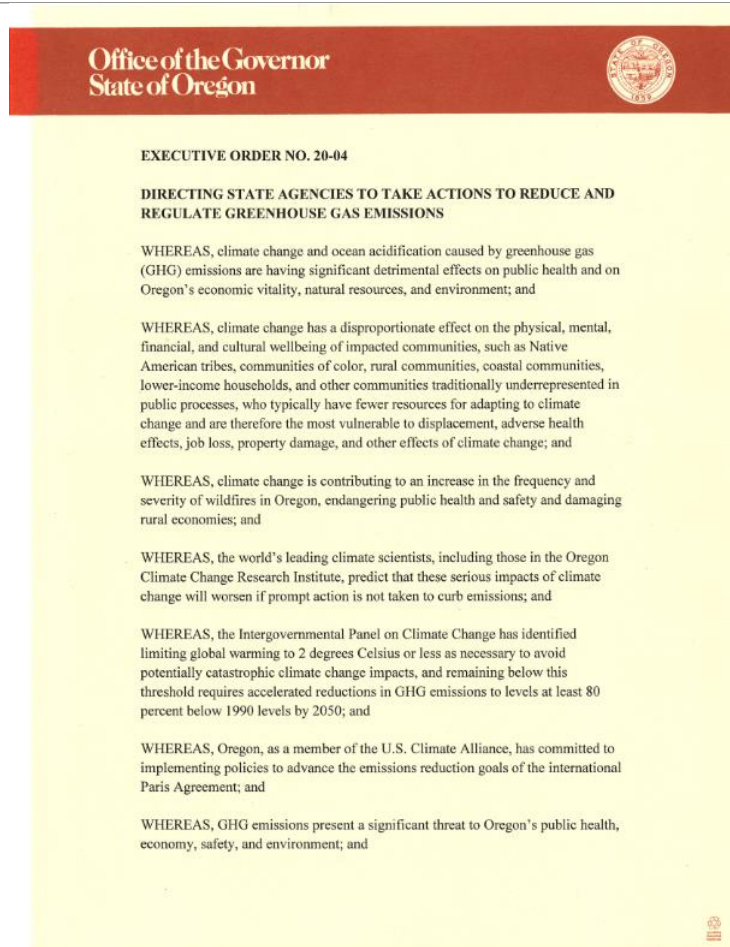 Office of the Governor
State of Oregon
STATE OF OREGON
1859
EXECUTIVE ORDER NO. 20-04
DIRECTING STATE AGENCIES TO TAKE ACTIONS TO REDUCE AND
REGULATE GREENHOUSE GAS EMISSIONS
WHEREAS, climate change and ocean acidification caused by greenhouse gas
(GHG) emissions are having significant detrimental effects on public health and on
Oregon's economic vitality, natural resources, and environment; and
WHEREAS, climate change has a disproportionate effect on the physical, mental,
financial, and cultural wellbeing of impacted communities, such as Native
American tribes, communities of color, rural communities, coastal communities,
lower-income households, and other communities traditionally underrepresented in
public processes, who typically have fewer resources for adapting to climate
change and are therefore the most vulnerable to displacement, adverse health
effects, job loss, property damage, and other effects of climate change; and
WHEREAS, climate change is contributing to an increase in the frequency and
severity of wildfires in Oregon, endangering public health and safety and damaging
rural economies; and
WHEREAS, the world's leading climate scientists, including those in the Oregon
Climate Change Research Institute, predict that these serious impacts of climate
change will worsen if prompt action is not taken to curb emissions; and
WHEREAS, the Intergovernmental Panel on Climate Change has identified
limiting global warming to 2 degrees Celsius or less as necessary to avoid
potentially catastrophic climate change impacts, and remaining below this
threshold requires accelerated reductions in GHG emissions to levels at least 80
percent below 1990 levels by 2050; and
WHEREAS, Oregon, as a member of the U.S. Climate Alliance, has committed to
implementing policies to advance the emissions reduction goals of the international
Paris Agreement; and
WHEREAS, GHG emissions present a significant threat to Oregon's public health,
economy, safety, and environment; and